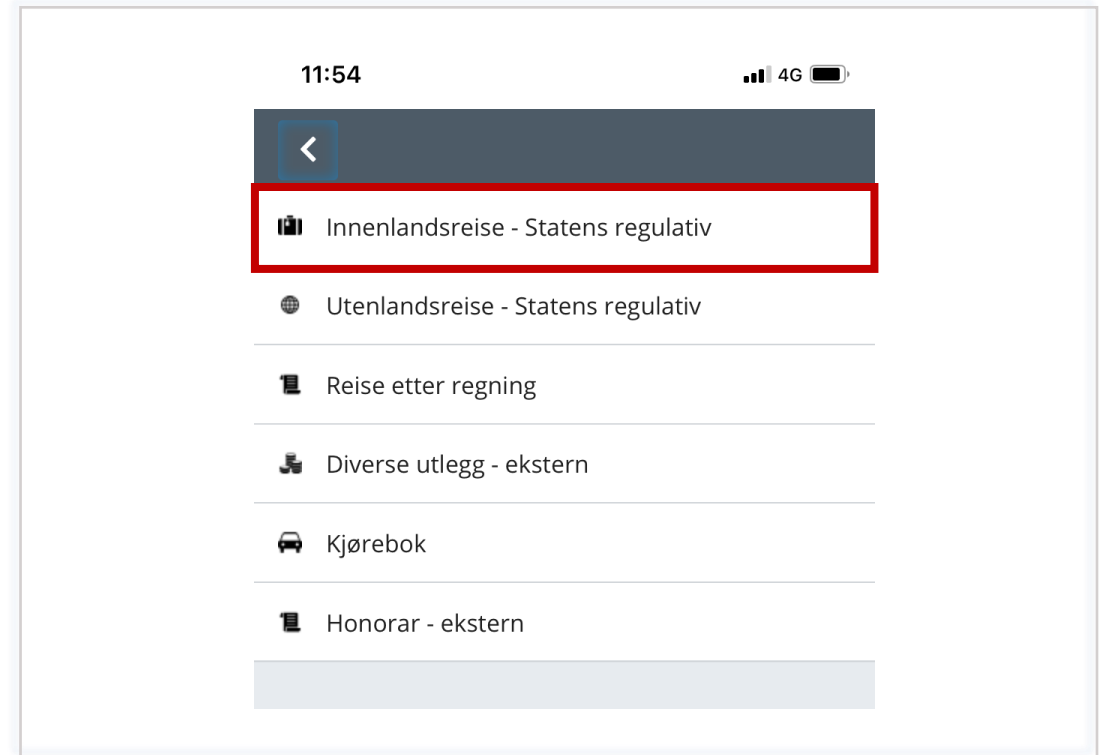 11:54
4G
Innenlandsreise - Statens regulativ
Utenlandsreise - Statens regulativ
Reise etter regning
Diverse utlegg - ekstern
Kjørebok
Honorar - ekstern